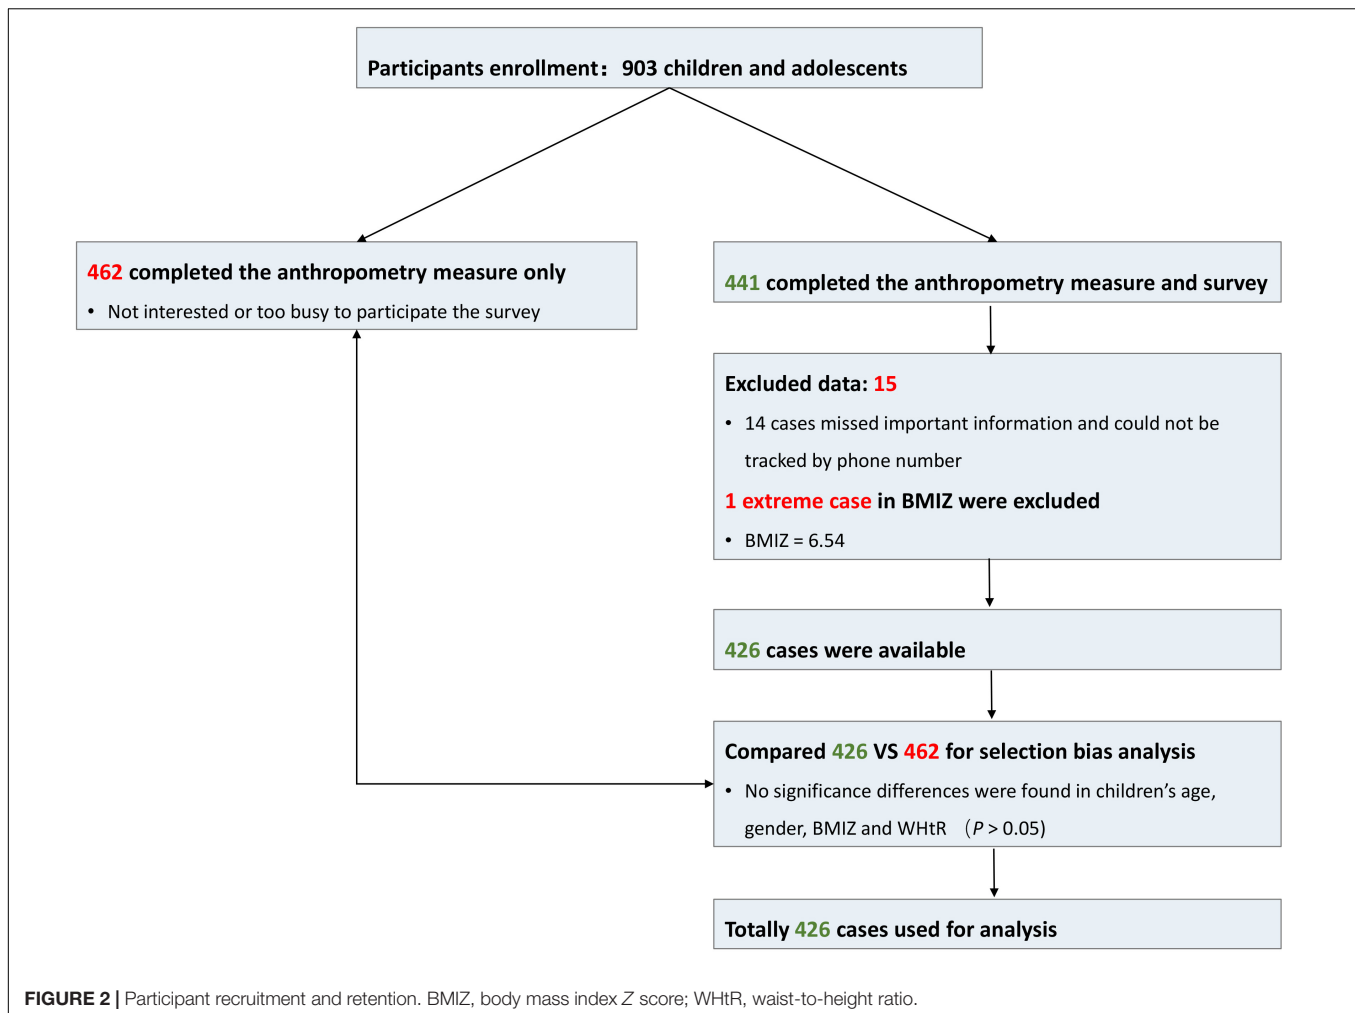 Participants enrollment：903 children and adolescents
462 completed the anthropometry measure only
• Not interested or too busy to participate the survey
441 completed the anthropometry measure and survey
Excluded data: 15
• 14 cases missed important information and could not be
tracked by phone number
1 extreme case in BMIZ were excluded
• BMIZ = 6.54
426 cases were available
Compared 426 VS 462 for selection bias analysis
• No significance differences were found in children’s age,
gender, BMIZ and WHtR （P > 0.05)
Totally 426 cases used for analysis
FIGURE 2 | Participant recruitment and retention. BMIZ, body mass index Z score; WHtR, waist-to-height ratio.